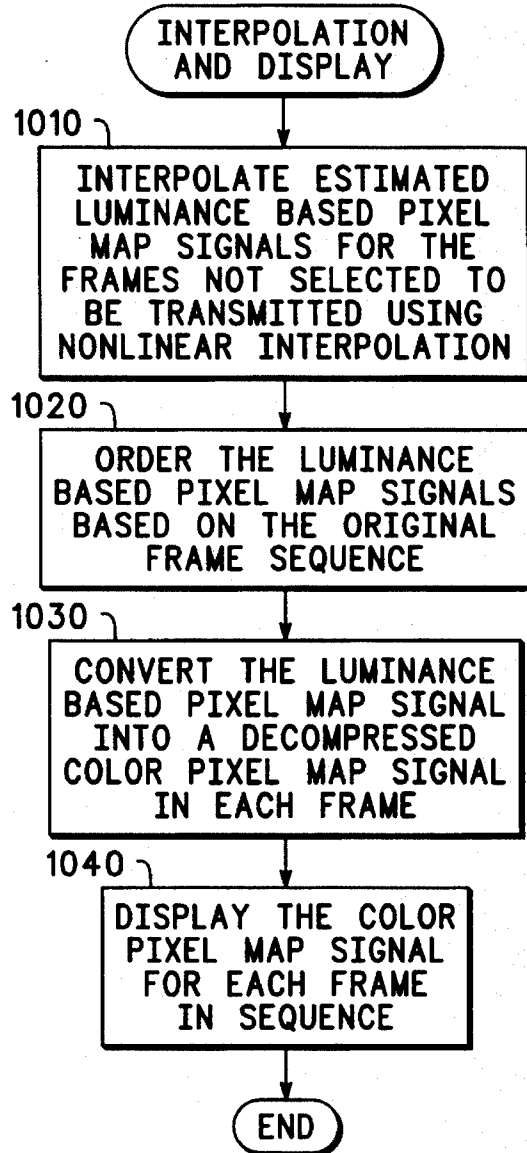 INTERPOLATION
AND DISPLAY
1010
INTERPOLATE ESTIMATED
LUMINANCE BASED PIXEL
MAP SIGNALS FOR THE
FRAMES NOT SELECTED TO
BE TRANSMITTED USING
NONLINEAR INTERPOLATION
1020
ORDER THE LUMINANCE
BASED PIXEL MAP SIGNALS
BASED ON THE ORIGINAL
FRAME SEQUENCE
1030
CONVERT THE LUMINANCE
BASED PIXEL MAP SIGNAL
INTO A DECOMPRESSED
COLOR PIXEL MAP SIGNAL
IN EACH FRAME
1040
DISPLAY THE COLOR
PIXEL MAP SIGNAL
FOR EACH FRAME
IN SEQUENCE
END